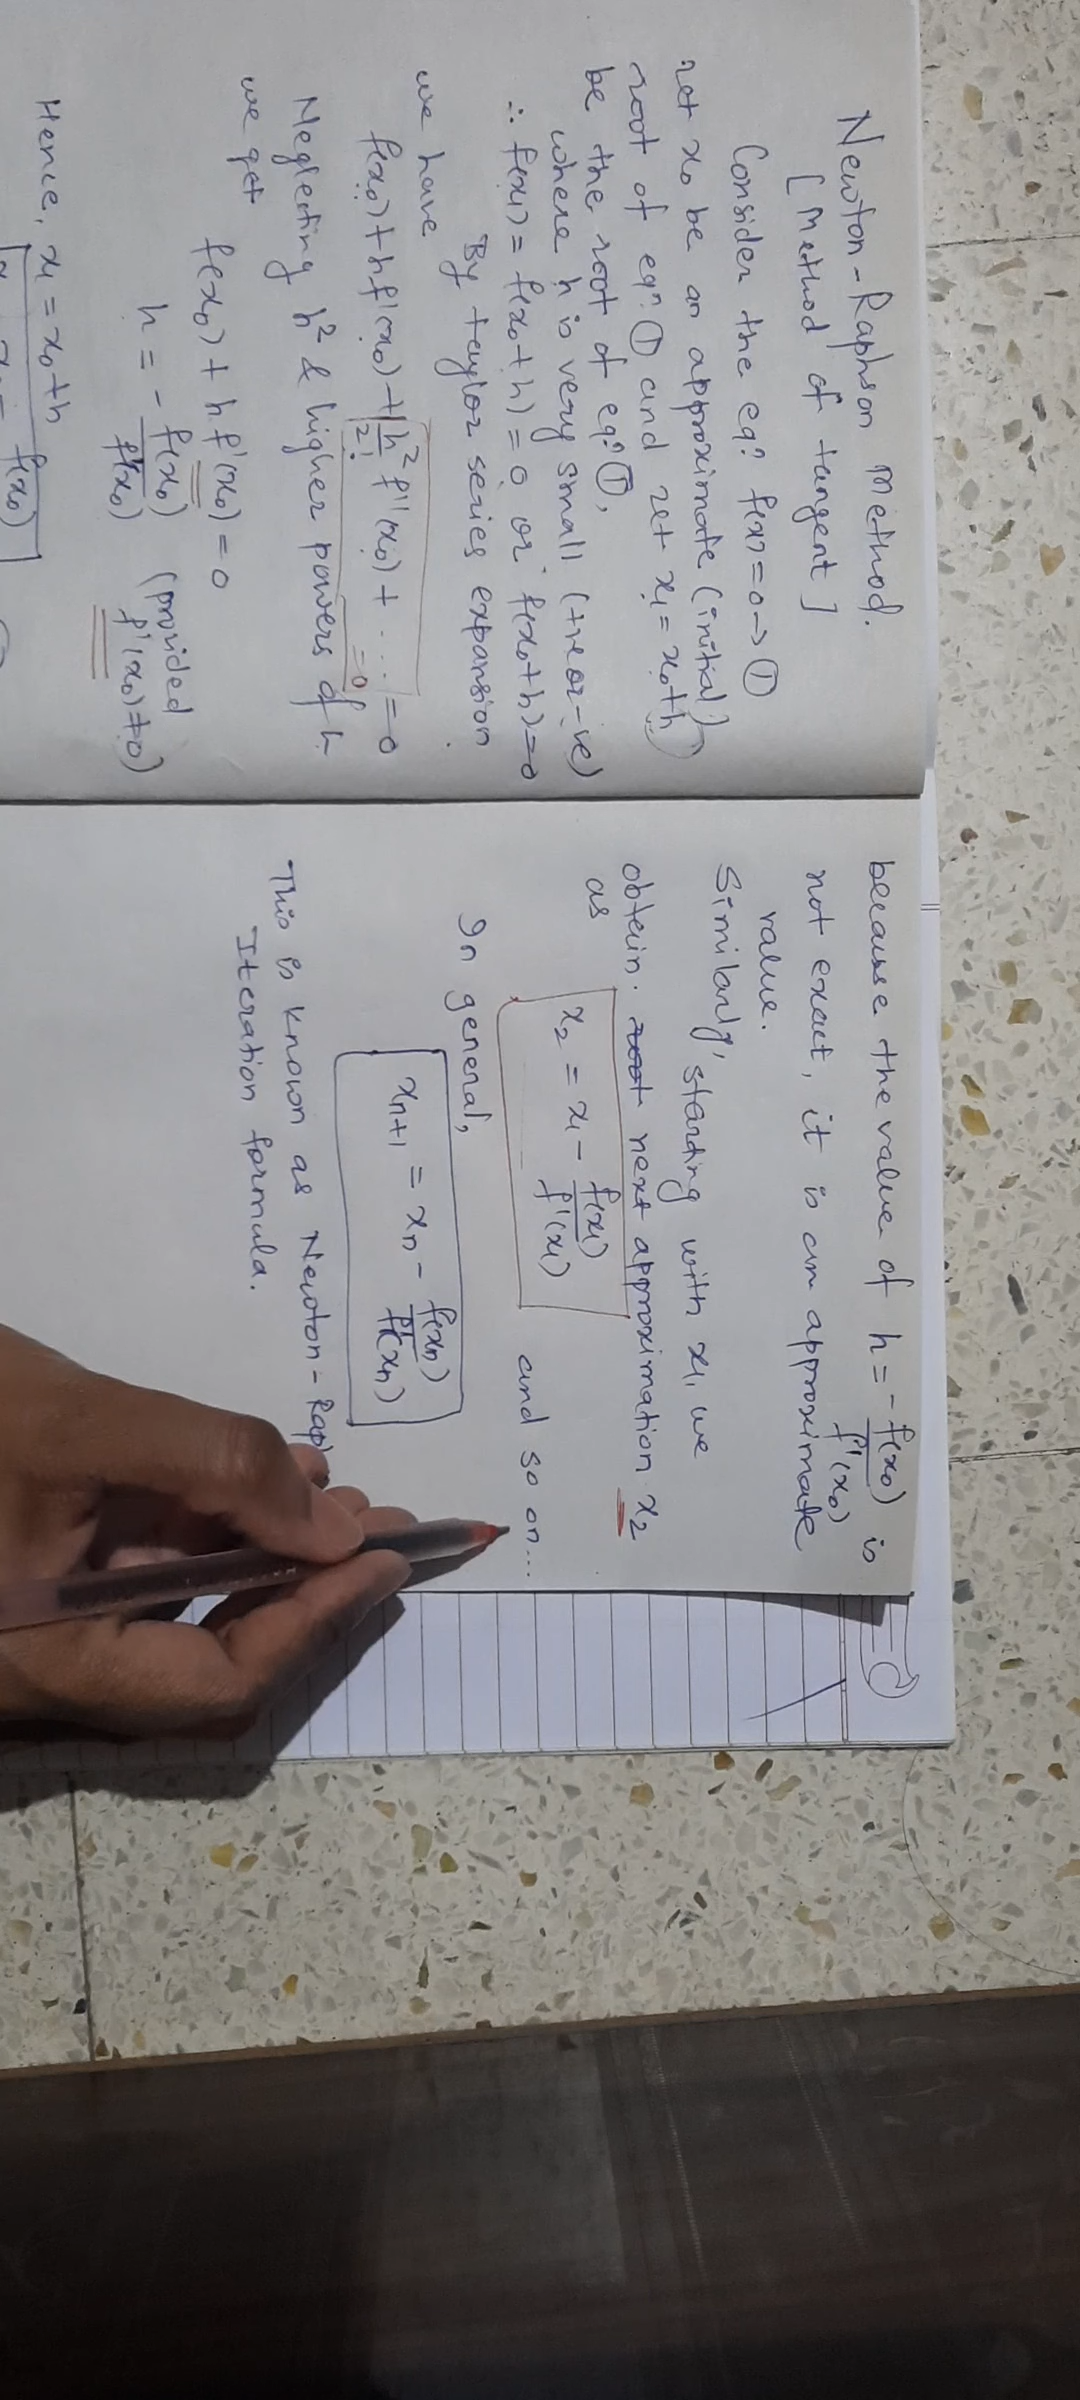 Newton-Raphson Method.
[Method of tangent]
Consider the eqⁿ f(x)=0 → ①
Let x₀ be an approximate (initial)
root of eqⁿ ① and let x₁ = x₀+h
be the root of eqⁿ ①,
where h is very small (+ve or -ve)
∴ f(x₁) = f(x₀+h) = 0 or f(x₀+h)=0
By taylor series expansion
we have
f(x₀) + hf'(x₀) + h²/2! f''(x₀) + ... = 0
= 0
Neglecting h² & higher powers of h
we get
f(x₀) + h f'(x₀) = 0
h = - f(x₀)/f'(x₀) (provided f'(x₀) ≠ 0)
Hence, x₁ = x₀+h
f(x₀)
because the value of h = - f(x₀)/f'(x₀) is
not exact, it is an approximate
value.
Similarly, starting with x₁, we
obtain root next approximation x₂
as
x₂ = x₁ - f(x₁)/f'(x₁) and so on...
In general,
xₙ₊₁ = xₙ - f(xₙ)/f'(xₙ)
This is known as Newton-Rap
Iteration formula.